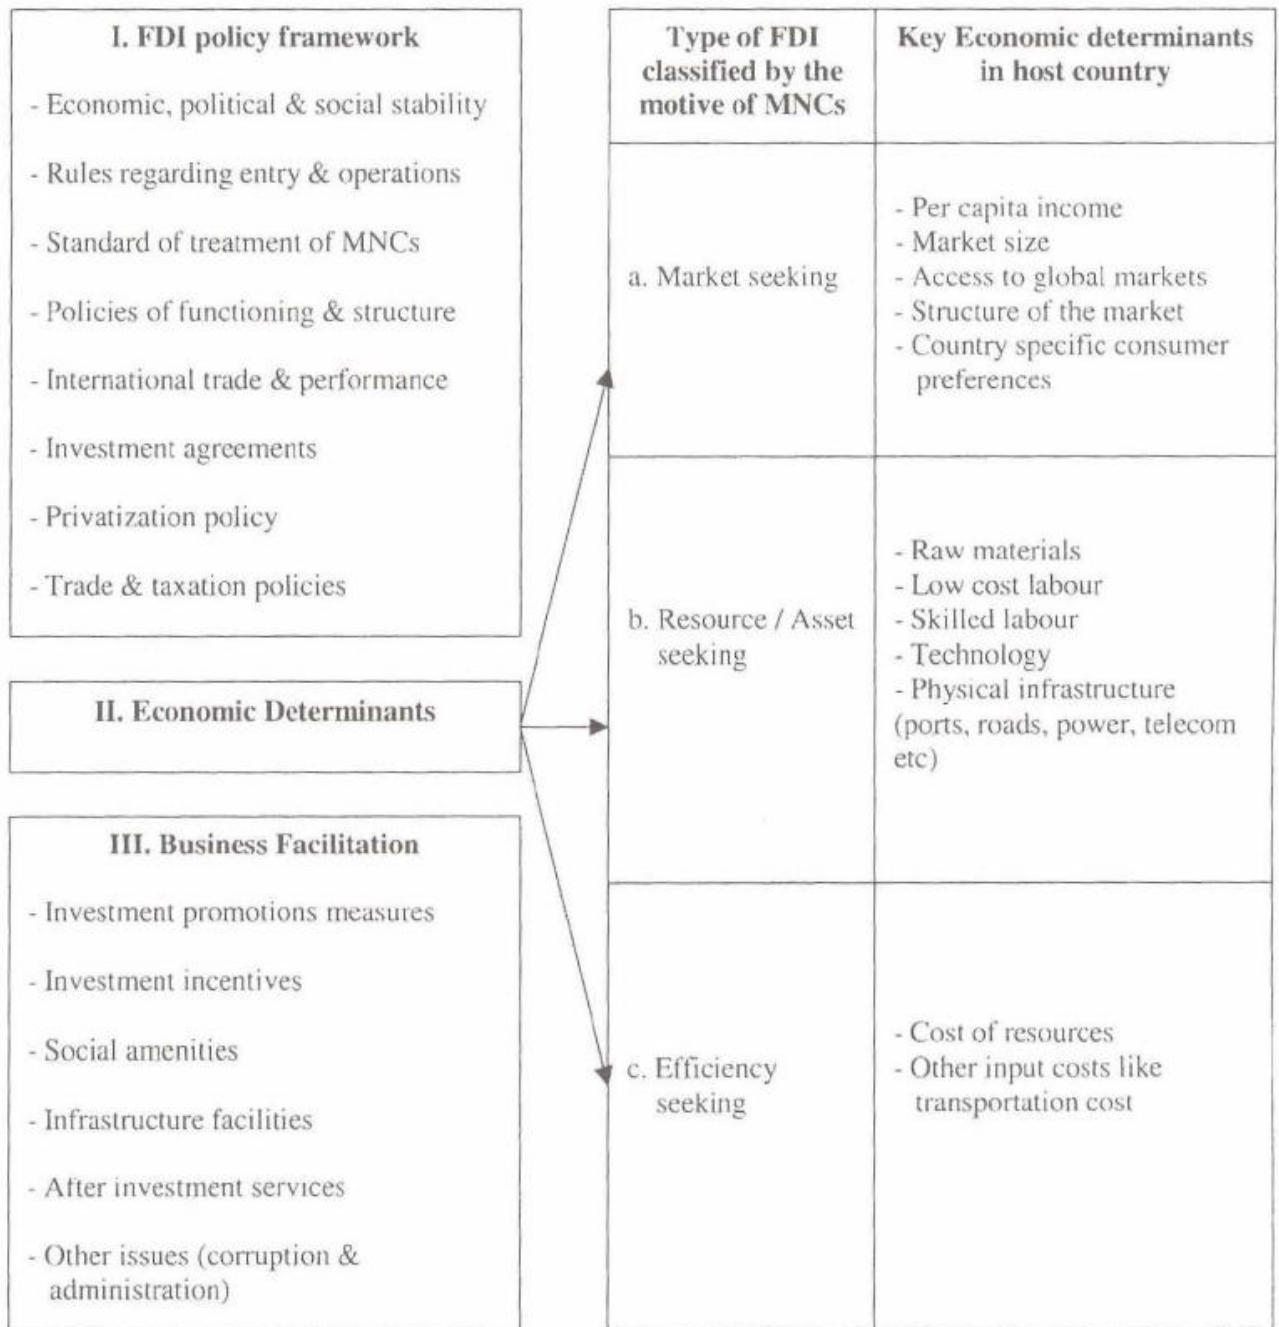 I. FDI policy framework
- Economic, political & social stability
- Rules regarding entry & operations
- Standard of treatment of MNCs
- Policies of functioning & structure
- International trade & performance
- Investment agreements
- Privatization policy
- Trade & taxation policies
II. Economic Determinants
III. Business Facilitation
- Investment promotions measures
- Investment incentives
- Social amenities
- Infrastructure facilities
- After investment services
- Other issues (corruption &
administration)
Type of FDI
classified by the
motive of MNCs
Key Economic determinants
in host country
a. Market seeking
- Per capita income
- Market size
- Access to global markets
- Structure of the market
- Country specific consumer
preferences
b. Resource / Asset
seeking
- Raw materials
- Low cost labour
- Skilled labour
- Technology
- Physical infrastructure
(ports, roads, power, telecom
etc)
c. Efficiency
seeking
- Cost of resources
- Other input costs like
transportation cost